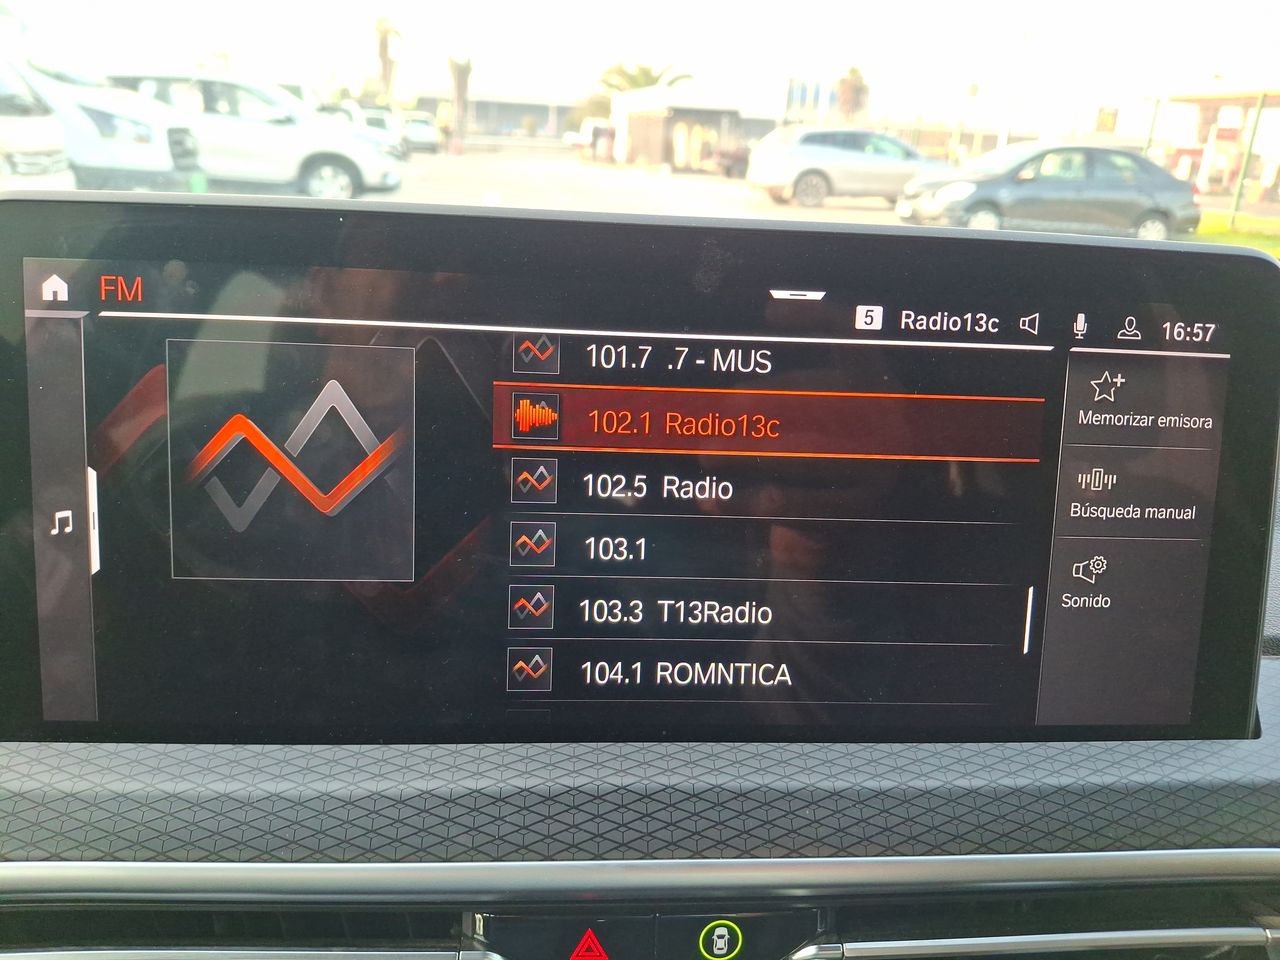 FM
5 Radio13c 16:57
101.7 .7 - MUS
102.1 Radio13c
102.5 Radio
103.1
103.3 T13Radio
104.1 ROMNTICA
Memorizar emisora
Búsqueda manual
Sonido